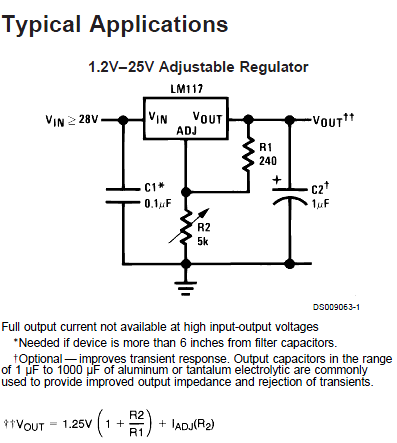 Typical Applications
1.2V–25V Adjustable Regulator
LM117
VIN ≥ 28V
VIN
VOUT
ADJ
VOUT††
R1
240
C1*
0.1μF
+
C2†
1μF
R2
5k
DS009063-1
Full output current not available at high input-output voltages
*Needed if device is more than 6 inches from filter capacitors.
†Optional — improves transient response. Output capacitors in the range
of 1 μF to 1000 μF of aluminum or tantalum electrolytic are commonly
used to provide improved output impedance and rejection of transients.
††VOUT = 1.25V (1 + R2/R1) + IADJ(R2)